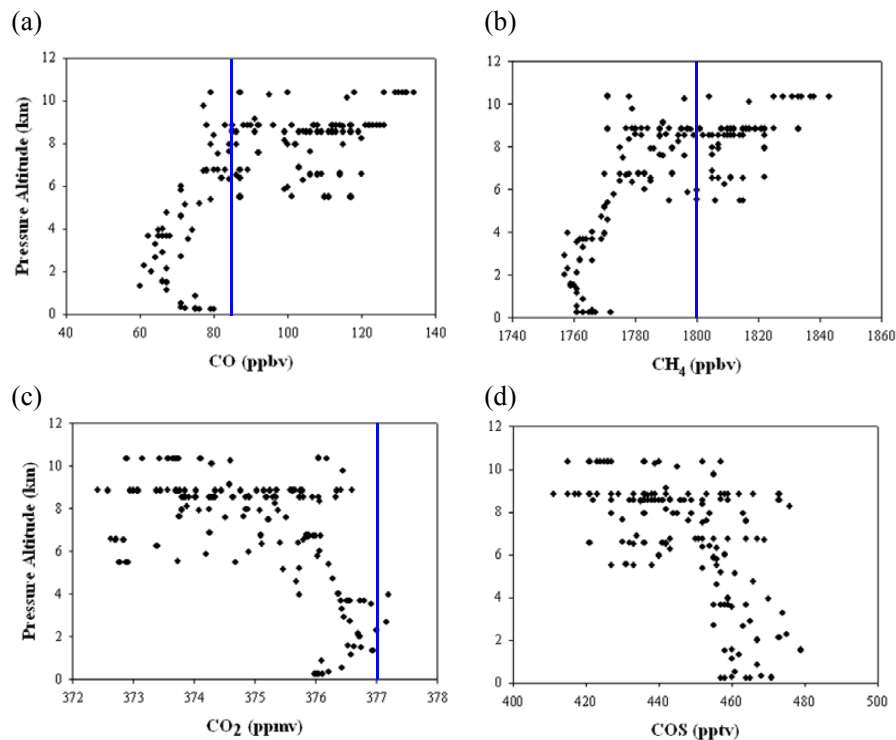 (a) (b)
12
10
8
6
4
2
0
Pressure Altitude (km)
40 60 80 100 120 140
CO (ppbv)
12
10
8
6
4
2
0
1740 1760 1780 1800 1820 1840 1860
CH₄ (ppbv)
(c) (d)
12
10
8
6
4
2
0
Pressure Altitude (km)
372 373 374 375 376 377 378
CO₂ (ppmv)
12
10
8
6
4
2
0
400 420 440 460 480 500
COS (pptv)